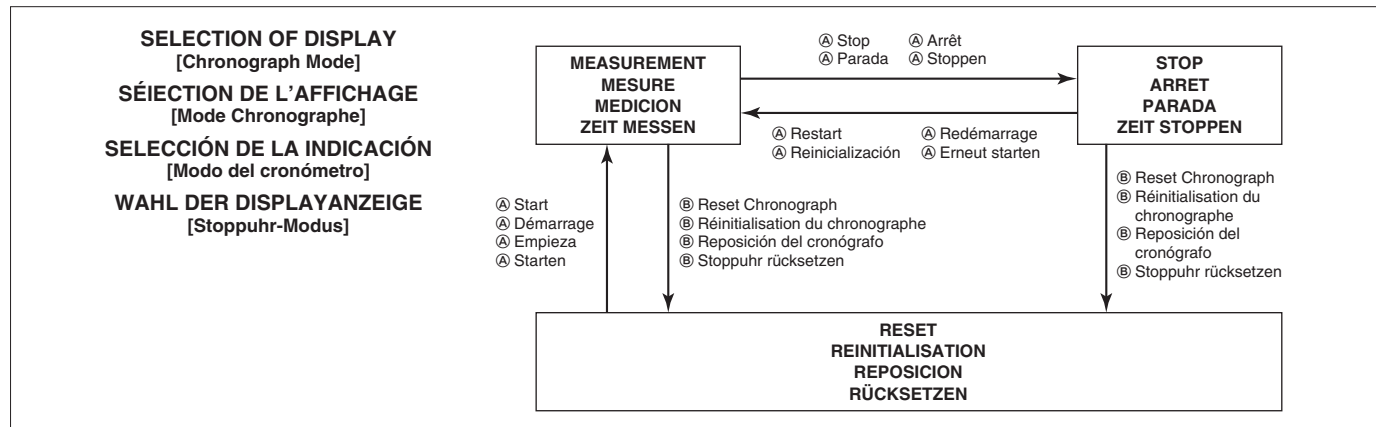 SELECTION OF DISPLAY
[Chronograph Mode]
SÉIECTION DE L'AFFICHAGE
[Mode Chronographe]
SELECCIÓN DE LA INDICACIÓN
[Modo del cronómetro]
WAHL DER DISPLAYANZEIGE
[Stoppuhr-Modus]
MEASUREMENT
MESURE
MEDICION
ZEIT MESSEN
Ⓐ Stop Ⓐ Arrêt
Ⓐ Parada Ⓐ Stoppen
STOP
ARRET
PARADA
ZEIT STOPPEN
Ⓐ Restart Ⓐ Redémarrage
Ⓐ Reinicialización Ⓐ Erneut starten
Ⓐ Start
Ⓐ Démarrage
Ⓐ Empieza
Ⓐ Starten
Ⓑ Reset Chronograph
Ⓑ Réinitialisation du chronographe
Ⓑ Reposición del cronógrafo
Ⓑ Stoppuhr rücksetzen
Ⓑ Reset Chronograph
Ⓑ Réinitialisation du
chronographe
Ⓑ Reposición del
cronógrafo
Ⓑ Stoppuhr rücksetzen
RESET
REINITIALISATION
REPOSICION
RÜCKSETZEN